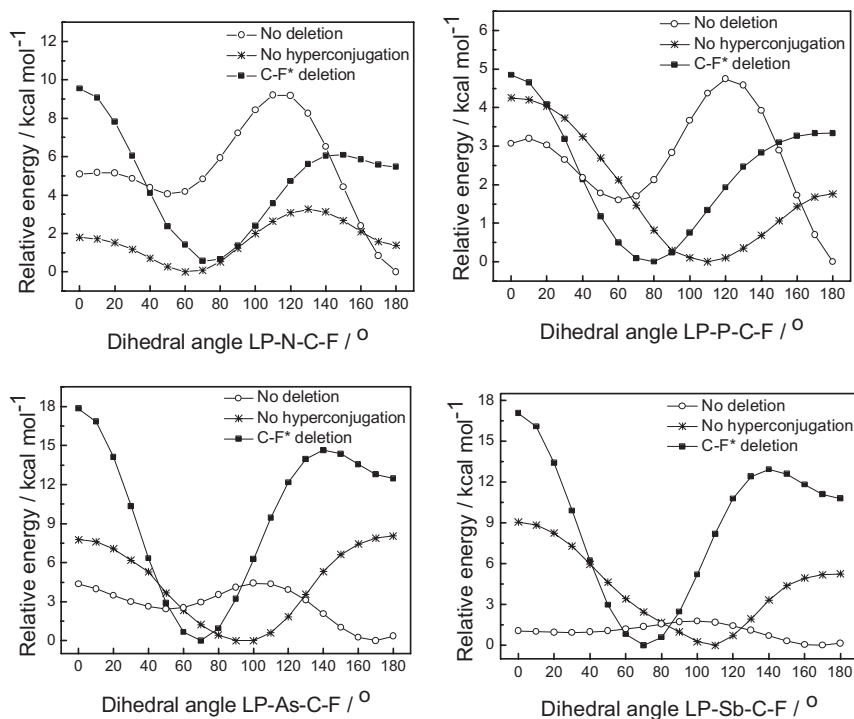 No deletion
No hyperconjugation
C-F* deletion
Relative energy / kcal mol⁻¹
12
10
8
6
4
2
0
0 20 40 60 80 100 120 140 160 180
Dihedral angle LP-N-C-F / º
No deletion
No hyperconjugation
C-F* deletion
Relative energy / kcal mol⁻¹
6
5
4
3
2
1
0
0 20 40 60 80 100 120 140 160 180
Dihedral angle LP-P-C-F / º
No deletion
No hyperconjugation
C-F* deletion
Relative energy / kcal mol⁻¹
18
15
12
9
6
3
0
0 20 40 60 80 100 120 140 160 180
Dihedral angle LP-As-C-F / º
No deletion
No hyperconjugation
C-F* deletion
Relative energy / kcal mol⁻¹
18
15
12
9
6
3
0
0 20 40 60 80 100 120 140 160 180
Dihedral angle LP-Sb-C-F / º